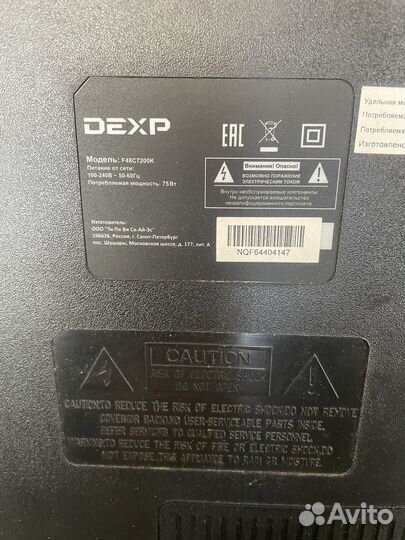 DEXP
Модель: F48C7200K
Питание от сети:
100-240В ~ 50-60Гц
Потребляемая мощность: 75Вт
EAC
Внимание! Опасно!
ВОЗМОЖНО ПОРАЖЕНИЕ
ЭЛЕКТРИЧЕСКИМ ТОКОМ
Внутри необслуживаемые компоненты.
Не допускается вмешательство
неквалифицированного персонала
Изготовитель:
ООО "Ти Пи Ви Си-Ай-Эс"
196626, Россия, г. Санкт-Петербург
пос. Шушары, Московское шоссе, д. 177, лит. А
NQF64404147
Удельная мо
Потребляема
Потребляема
Изготовлено
CAUTION
RISK OF ELECTRIC SHOCK
DO NOT OPEN
CAUTION:TO REDUCE THE RISK OF ELECTRIC SHOCK,DO NOT REMOVE
COVER(OR BACK).NO USER-SERVICEABLE PARTS INSIDE.
REFER SERVICING TO QUALIFIED SERVICE PERSONNEL.
WARNING:TO REDUCE THE RISK OF FIRE OR ELECTRIC SHOCK,DO
NOT EXPOSE THIS APPLIANCE TO RAIN OR MOISTURE.
Avito